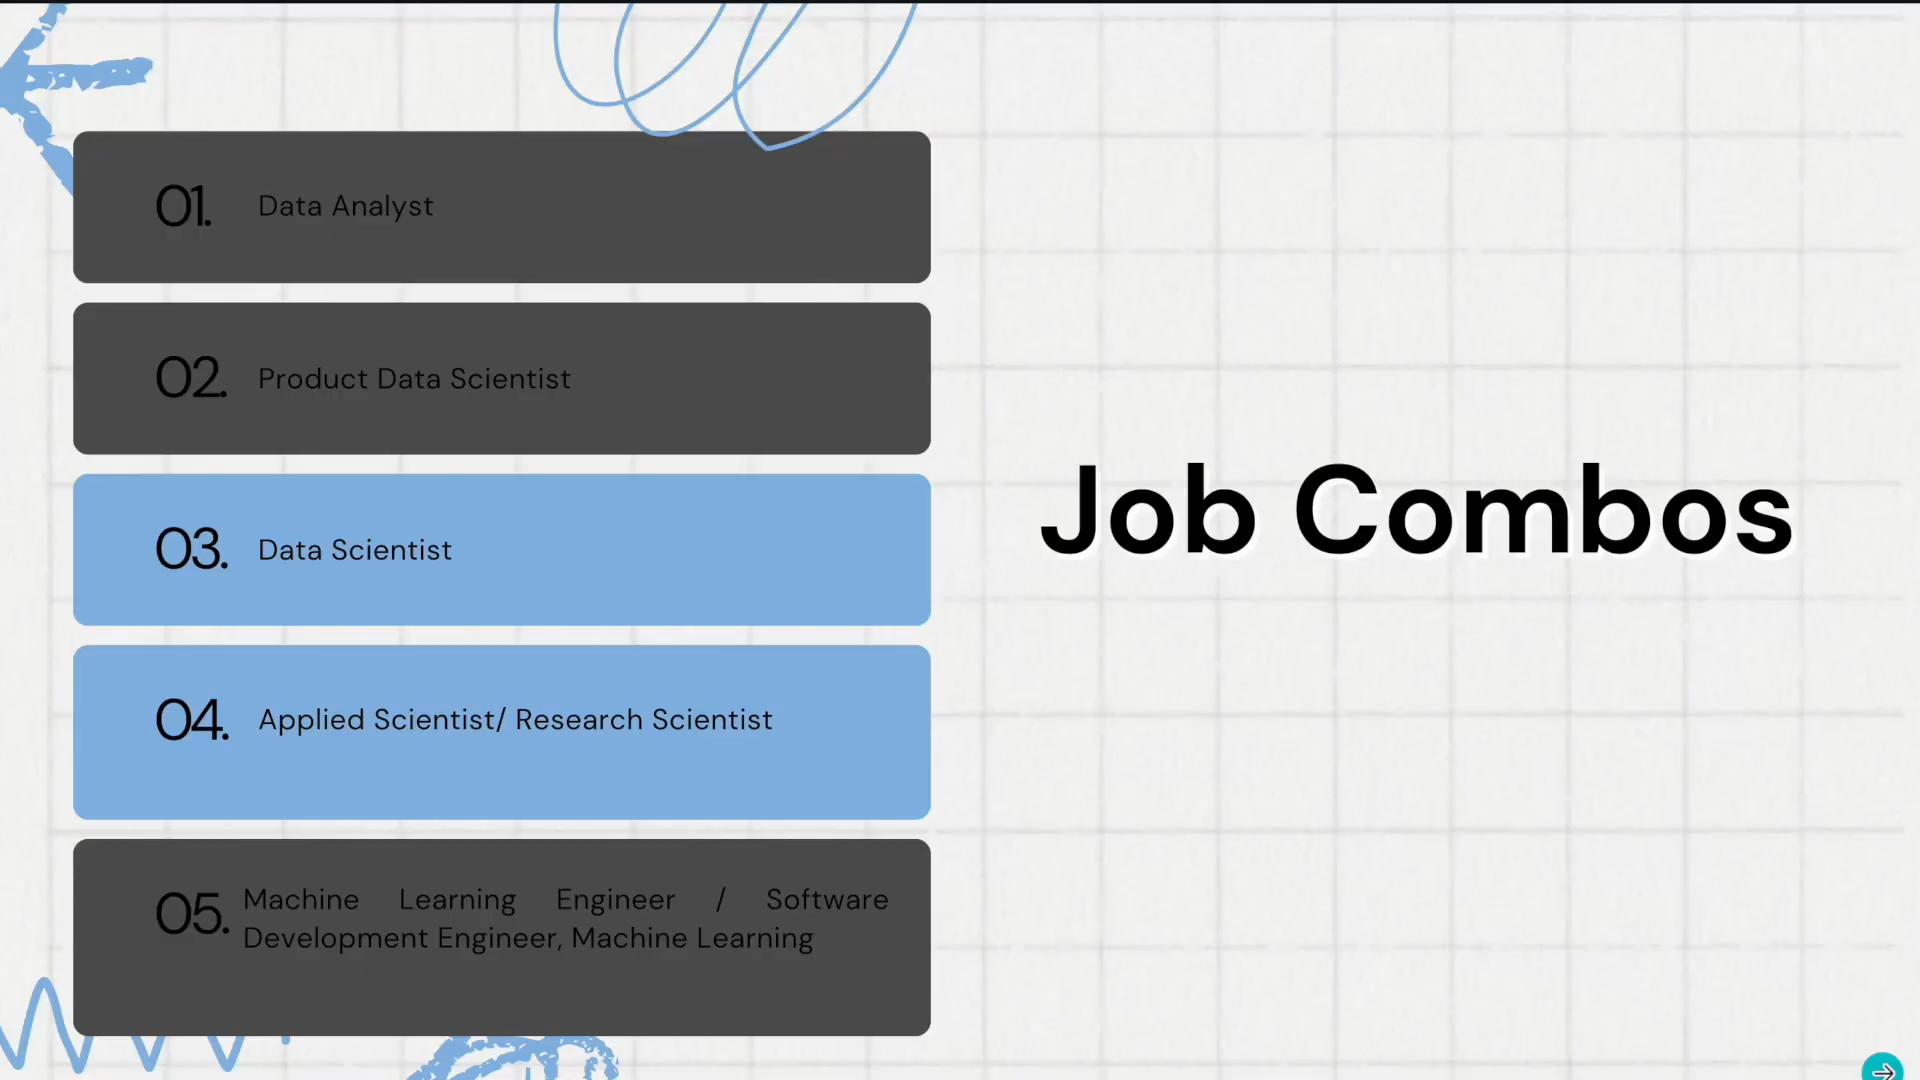 01. Data Analyst
02. Product Data Scientist
03. Data Scientist
04. Applied Scientist/ Research Scientist
05. Machine Learning Engineer / Software
Development Engineer, Machine Learning
Job Combos